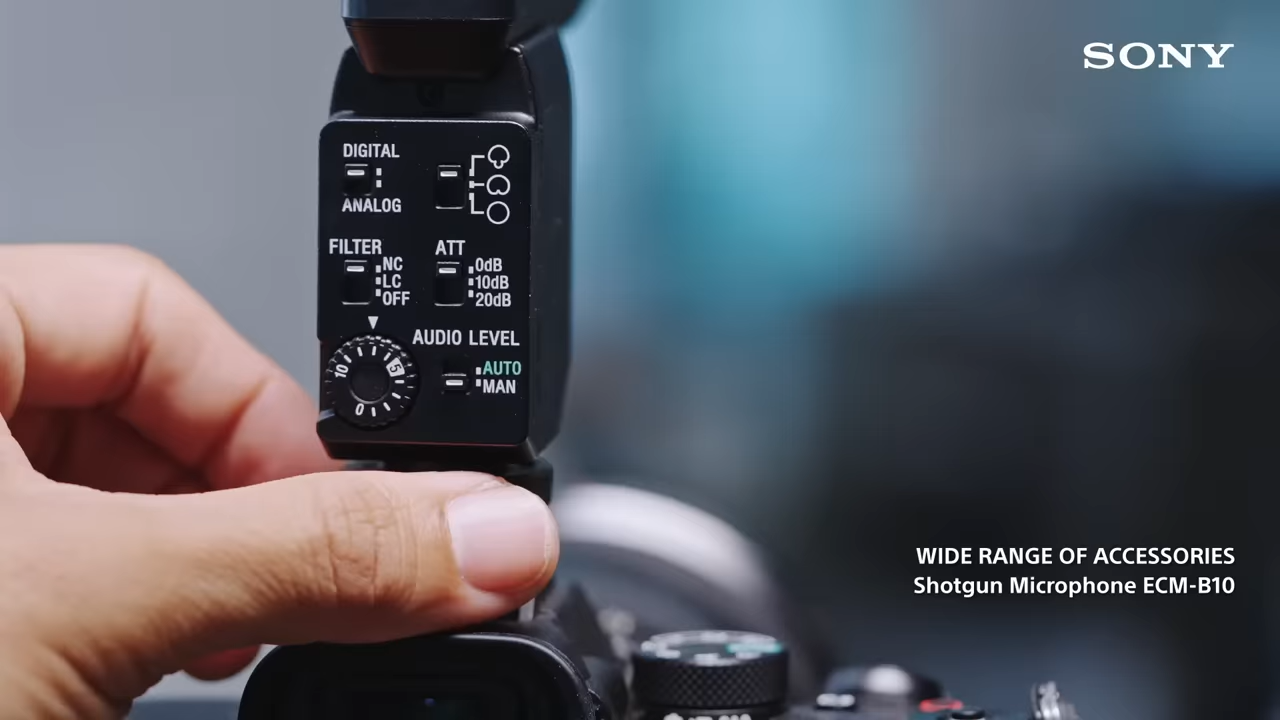 SONY
DIGITAL
ANALOG
FILTER
NC
LC
OFF
ATT
0dB
10dB
20dB
AUDIO LEVEL
AUTO
MAN
10
5
0
WIDE RANGE OF ACCESSORIES
Shotgun Microphone ECM-B10